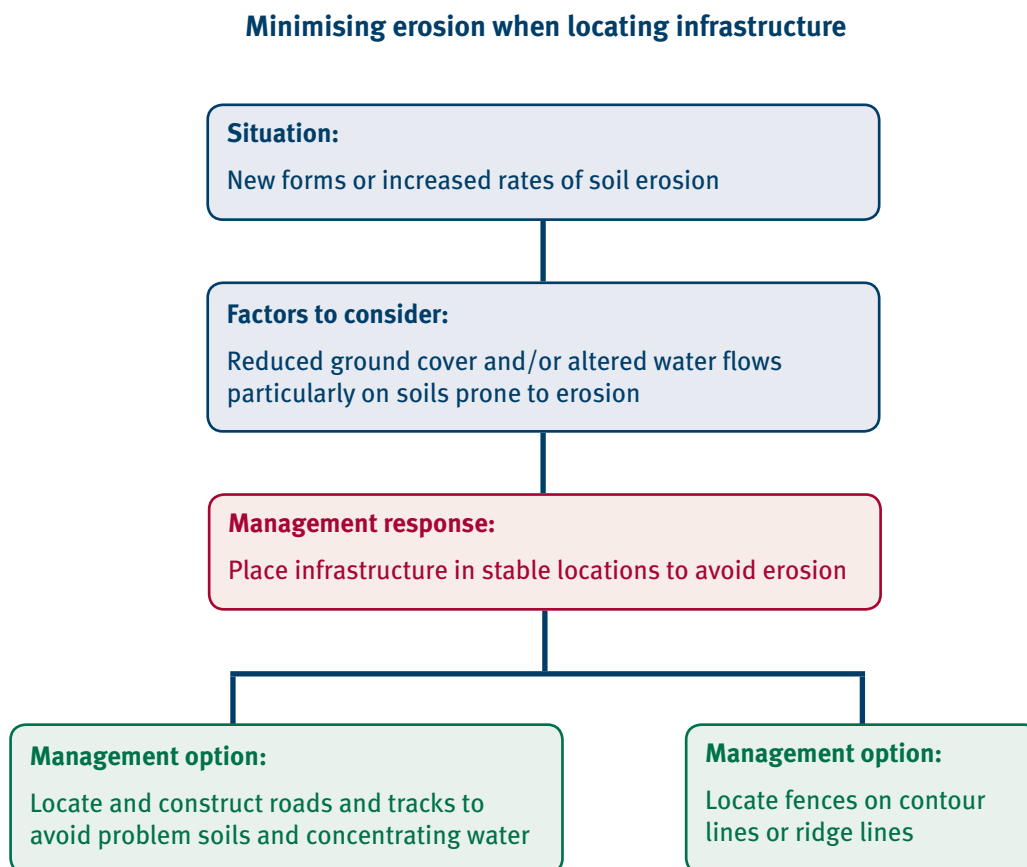 Minimising erosion when locating infrastructure
Situation:
New forms or increased rates of soil erosion
Factors to consider:
Reduced ground cover and/or altered water flows
particularly on soils prone to erosion
Management response:
Place infrastructure in stable locations to avoid erosion
Management option:
Locate and construct roads and tracks to
avoid problem soils and concentrating water
Management option:
Locate fences on contour
lines or ridge lines